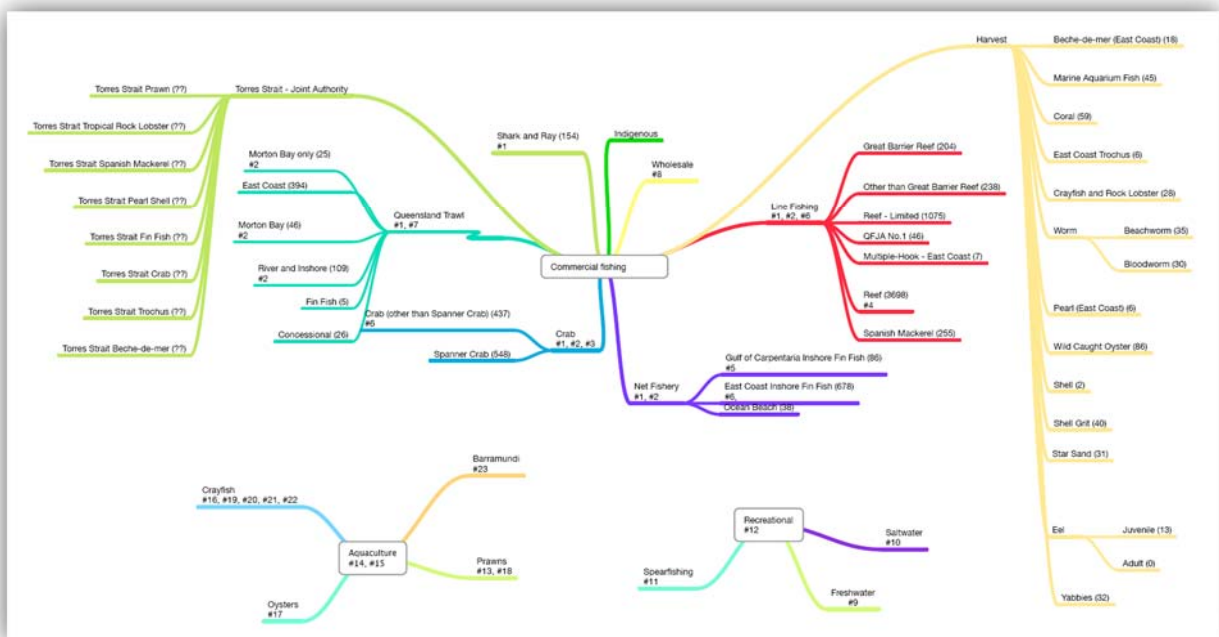 Harvest
Beche-de-mer (East Coast) (18)
Marine Aquarium Fish (45)
Coral (59)
East Coast Trochus (6)
Crayfish and Rock Lobster (28)
Worm
Beachworm (35)
Bloodworm (30)
Pearl (East Coast) (6)
Wild Caught Oyster (86)
Shell (2)
Shell Grit (40)
Star Sand (31)
Eel
Juvenile (13)
Adult (0)
Yabbies (32)
Torres Strait - Joint Authority
Torres Strait Prawn (??)
Torres Strait Tropical Rock Lobster (??)
Torres Strait Spanish Mackerel (??)
Torres Strait Pearl Shell (??)
Torres Strait Fin Fish (??)
Torres Strait Crab (??)
Torres Strait Trochus (??)
Torres Strait Beche-de-mer (??)
Shark and Ray (154)
#1
Indigenous
Wholesale
#8
Queensland Trawl
#1, #7
Morton Bay only (25)
#2
East Coast (394)
Morton Bay (46)
#2
River and Inshore (109)
#2
Fin Fish (5)
Concessional (26)
Line Fishing
#1, #2, #6
Great Barrier Reef (204)
Other than Great Barrier Reef (238)
Reef - Limited (1075)
QFJA No.1 (46)
Multiple-Hook - East Coast (7)
Reef (3698)
#4
Spanish Mackerel (255)
Commercial fishing
Crab
#1, #2, #3
Crab (other than Spanner Crab) (437)
#6
Spanner Crab (548)
Net Fishery
#1, #2
Gulf of Carpentaria Inshore Fin Fish (86)
#5
East Coast Inshore Fin Fish (678)
#6,
Ocean Beach (38)
Aquaculture
#14, #15
Crayfish
#16, #19, #20, #21, #22
Barramundi
#23
Prawns
#13, #18
Oysters
#17
Recreational
#12
Saltwater
#10
Spearfishing
#11
Freshwater
#9